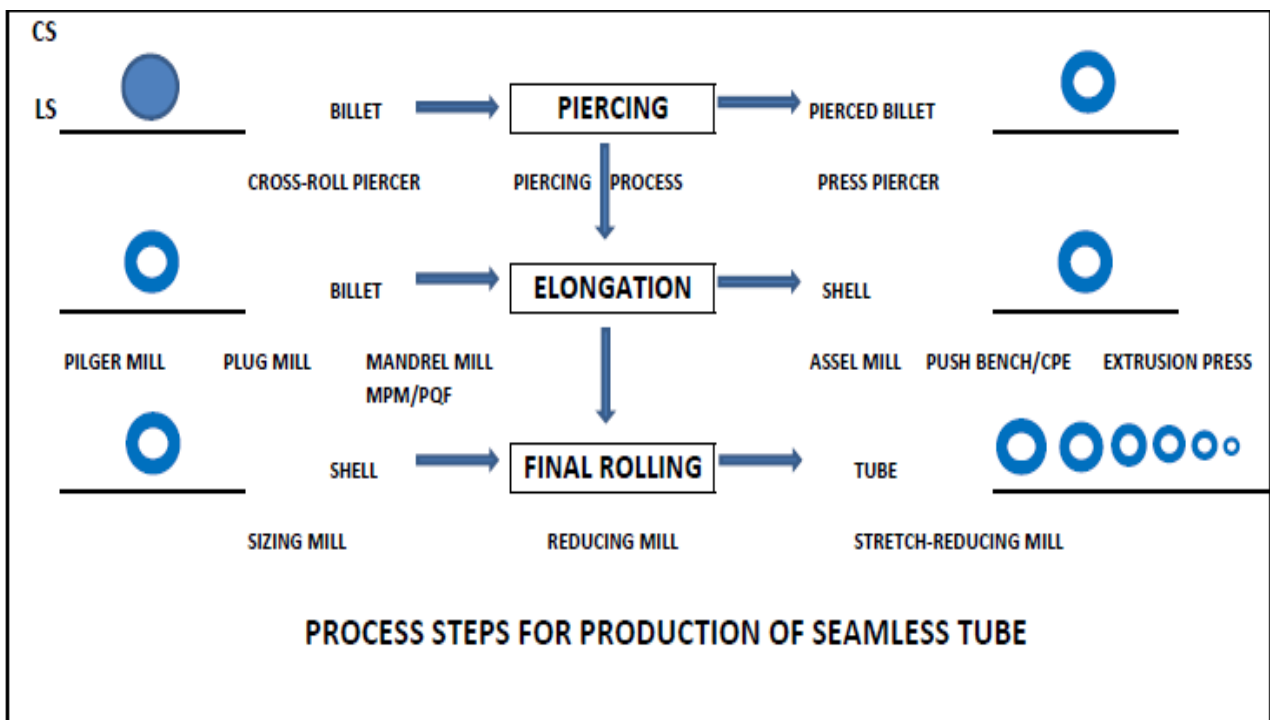 CS
LS
BILLET PIERCING PIERCED BILLET
CROSS-ROLL PIERCER PIERCING PROCESS PRESS PIERCER
BILLET ELONGATION SHELL
PILGER MILL PLUG MILL MANDREL MILL ASSEL MILL PUSH BENCH/CPE EXTRUSION PRESS
MPM/PQF
SHELL FINAL ROLLING TUBE
SIZING MILL REDUCING MILL STRETCH-REDUCING MILL
PROCESS STEPS FOR PRODUCTION OF SEAMLESS TUBE